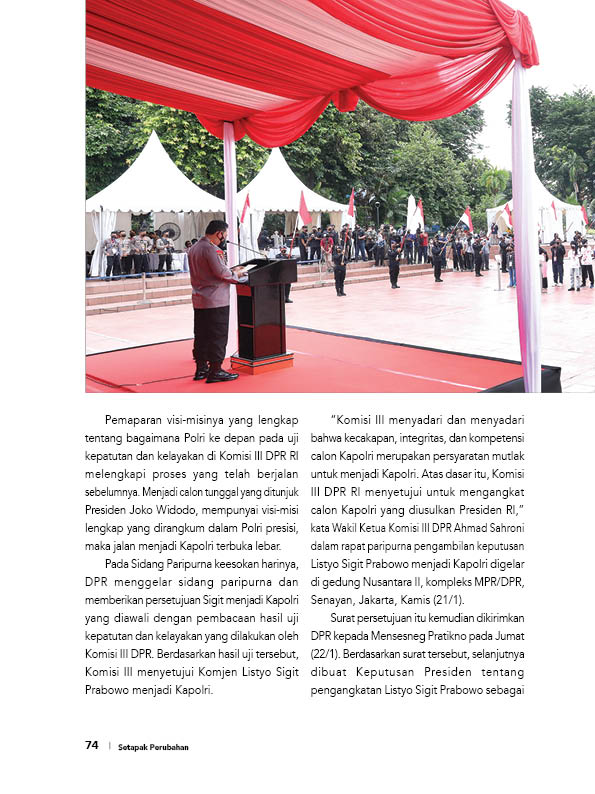 Pemaparan visi-misinya yang lengkap
tentang bagaimana Polri ke depan pada uji
kepatutan dan kelayakan di Komisi III DPR RI
melengkapi proses yang telah berjalan
sebelumnya. Menjadi calon tunggal yang ditunjuk
Presiden Joko Widodo, mempunyai visi-misi
lengkap yang dirangkum dalam Polri presisi,
maka jalan menjadi Kapolri terbuka lebar.
Pada Sidang Paripurna keesokan harinya,
DPR menggelar sidang paripurna dan
memberikan persetujuan Sigit menjadi Kapolri
yang diawali dengan pembacaan hasil uji
kepatutan dan kelayakan yang dilakukan oleh
Komisi III DPR. Berdasarkan hasil uji tersebut,
Komisi III menyetujui Komjen Listyo Sigit
Prabowo menjadi Kapolri.
“Komisi III menyadari dan menyadari
bahwa kecakapan, integritas, dan kompetensi
calon Kapolri merupakan persyaratan mutlak
untuk menjadi Kapolri. Atas dasar itu, Komisi
III DPR RI menyetujui untuk mengangkat
calon Kapolri yang diusulkan Presiden RI,”
kata Wakil Ketua Komisi III DPR Ahmad Sahroni
dalam rapat paripurna pengambilan keputusan
Listyo Sigit Prabowo menjadi Kapolri digelar
di gedung Nusantara II, kompleks MPR/DPR,
Senayan, Jakarta, Kamis (21/1).
Surat persetujuan itu kemudian dikirimkan
DPR kepada Mensesneg Pratikno pada Jumat
(22/1). Berdasarkan surat tersebut, selanjutnya
dibuat Keputusan Presiden tentang
pengangkatan Listyo Sigit Prabowo sebagai
74 | Setapak Perubahan